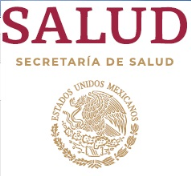 SALUD
SECRETARÍA DE SALUD
ESTADOS UNIDOS MEXICANOS